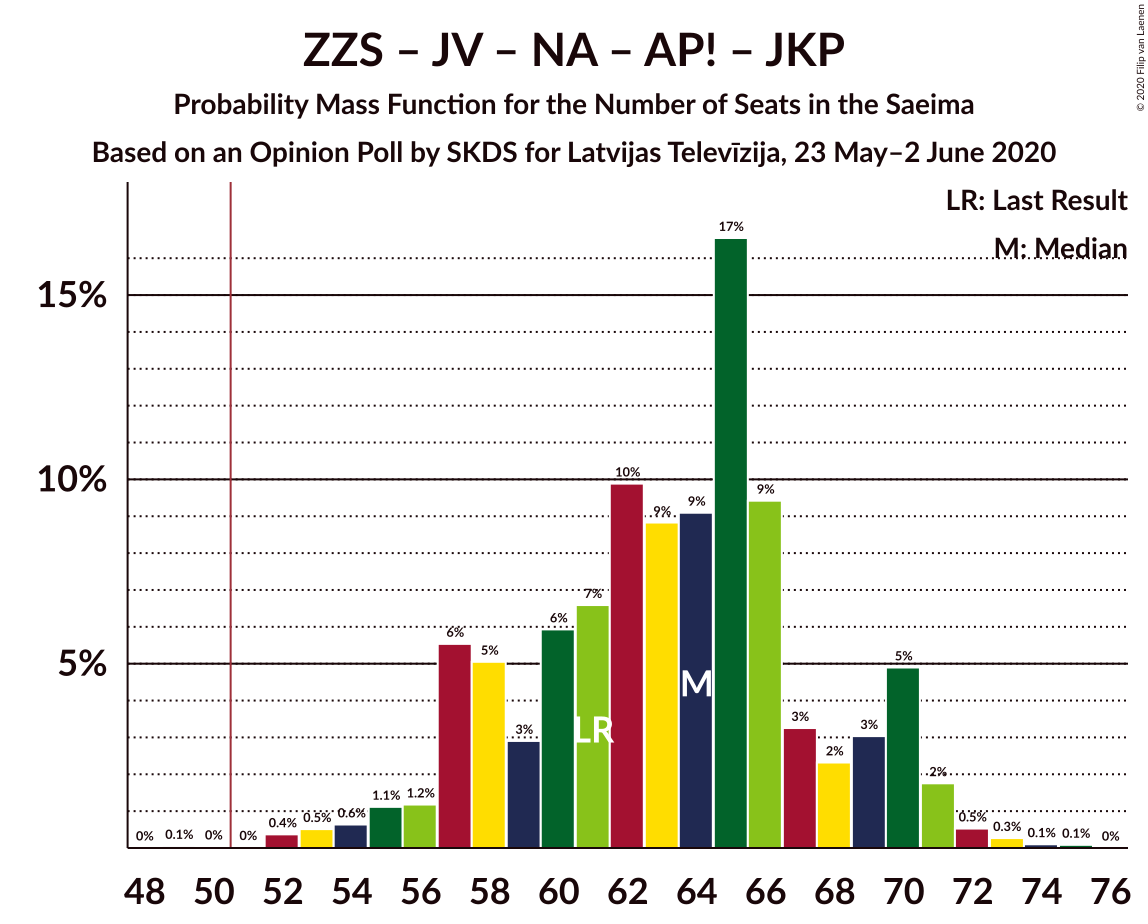 ZZS – JV – NA – AP! – JKP
Probability Mass Function for the Number of Seats in the Saeima
Based on an Opinion Poll by SKDS for Latvijas Televīzija, 23 May–2 June 2020
© 2020 Filip van Laenen
LR: Last Result
M: Median
15%
10%
5%
0% 0.1% 0% 0% 0.4% 0.5% 0.6% 1.1% 1.2% 6% 5% 3% 6% 7% 10% 9% 9% 17% 9% 3% 2% 3% 5% 2% 0.5% 0.3% 0.1% 0.1% 0%
LR
M
48 50 52 54 56 58 60 62 64 66 68 70 72 74 76